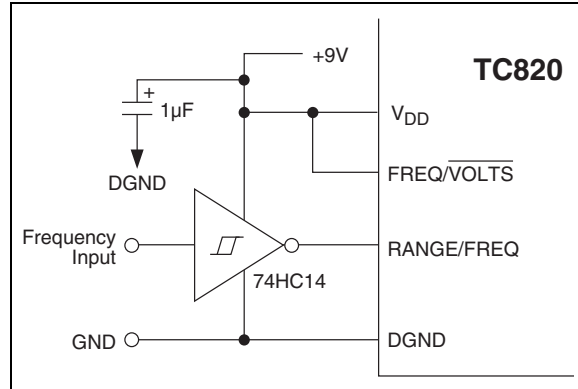 +9V
TC820
+
1µF
V_DD
DGND
FREQ/VOLTS
Frequency
Input
RANGE/FREQ
74HC14
GND
DGND